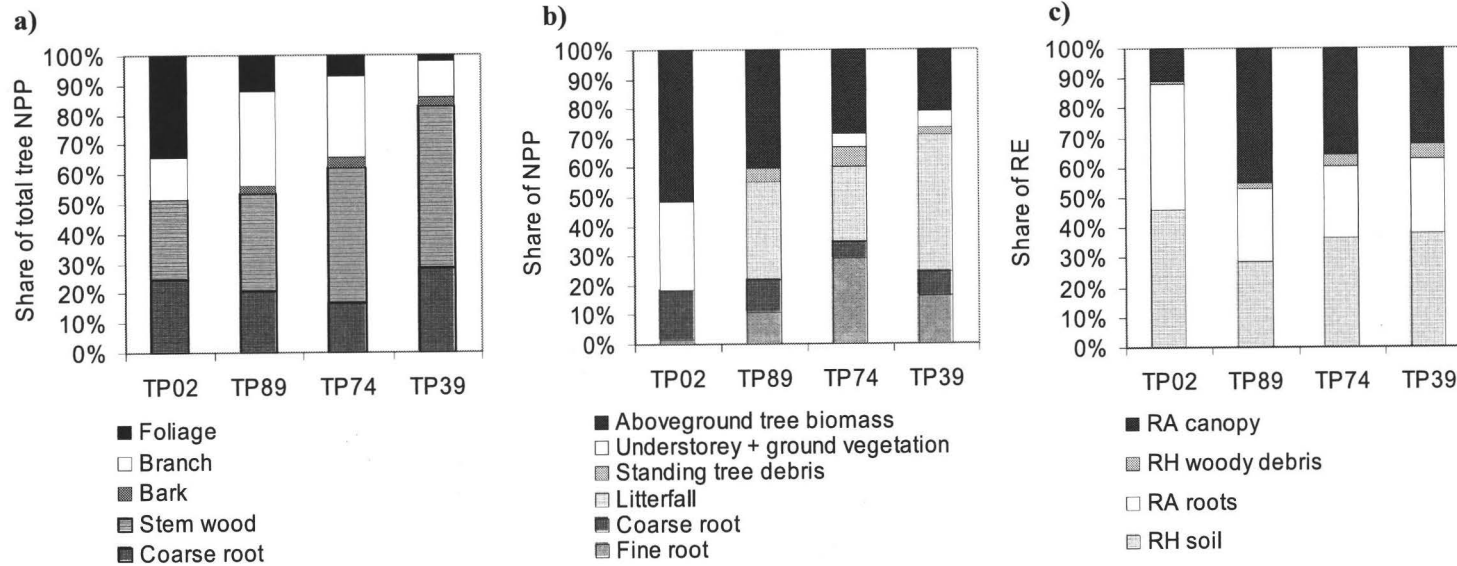 a)
Share of total tree NPP
100%
90%
80%
70%
60%
50%
40%
30%
20%
10%
0%
TP02 TP89 TP74 TP39
Foliage
Branch
Bark
Stem wood
Coarse root
b)
Share of NPP
100%
90%
80%
70%
60%
50%
40%
30%
20%
10%
0%
TP02 TP89 TP74 TP39
Aboveground tree biomass
Understorey + ground vegetation
Standing tree debris
Litterfall
Coarse root
Fine root
c)
Share of RE
100%
90%
80%
70%
60%
50%
40%
30%
20%
10%
0%
TP02 TP89 TP74 TP39
RA canopy
RH woody debris
RA roots
RH soil